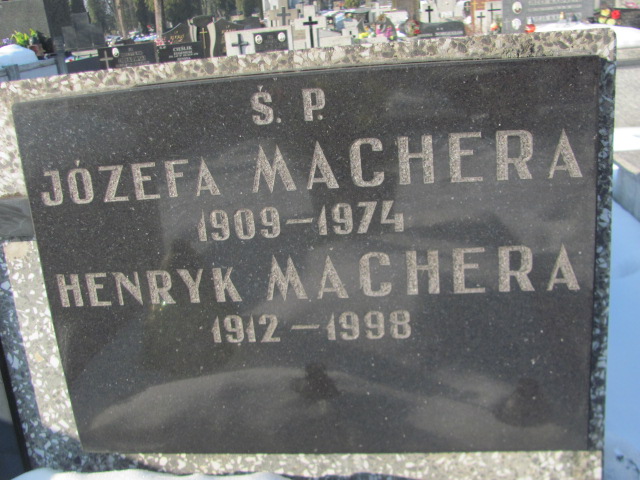 Ś. P.
JÓZEFA MACHERA
1909-1974
HENRYK MACHERA
1912-1998